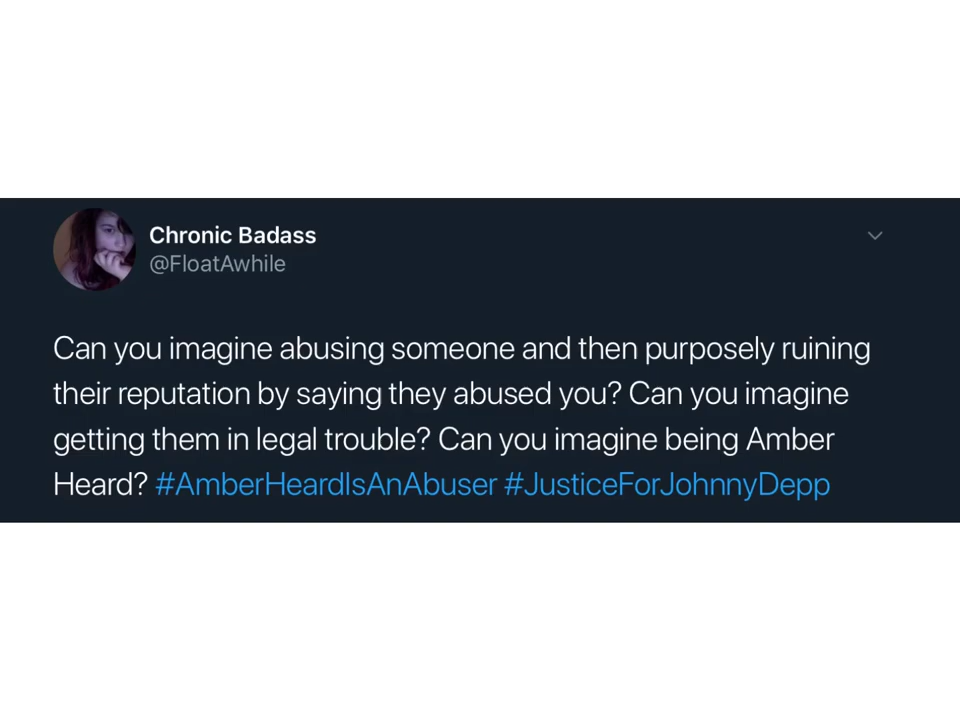 Chronic Badass
@FloatAwhile
Can you imagine abusing someone and then purposely ruining
their reputation by saying they abused you? Can you imagine
getting them in legal trouble? Can you imagine being Amber
Heard? #AmberHeardIsAnAbuser #JusticeForJohnnyDepp